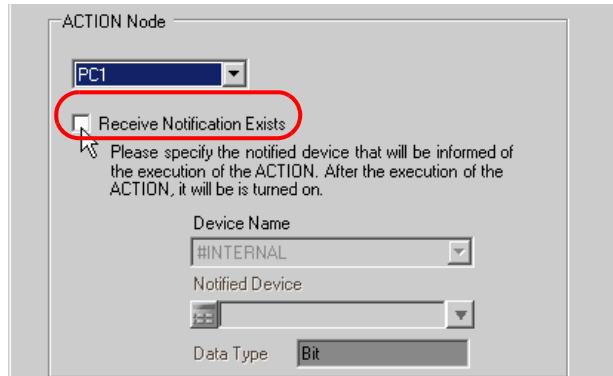 ACTION Node
PC1
Receive Notification Exists
Please specify the notified device that will be informed of
the execution of the ACTION. After the execution of the
ACTION, it will be is turned on.
Device Name
#INTERNAL
Notified Device
Data Type Bit